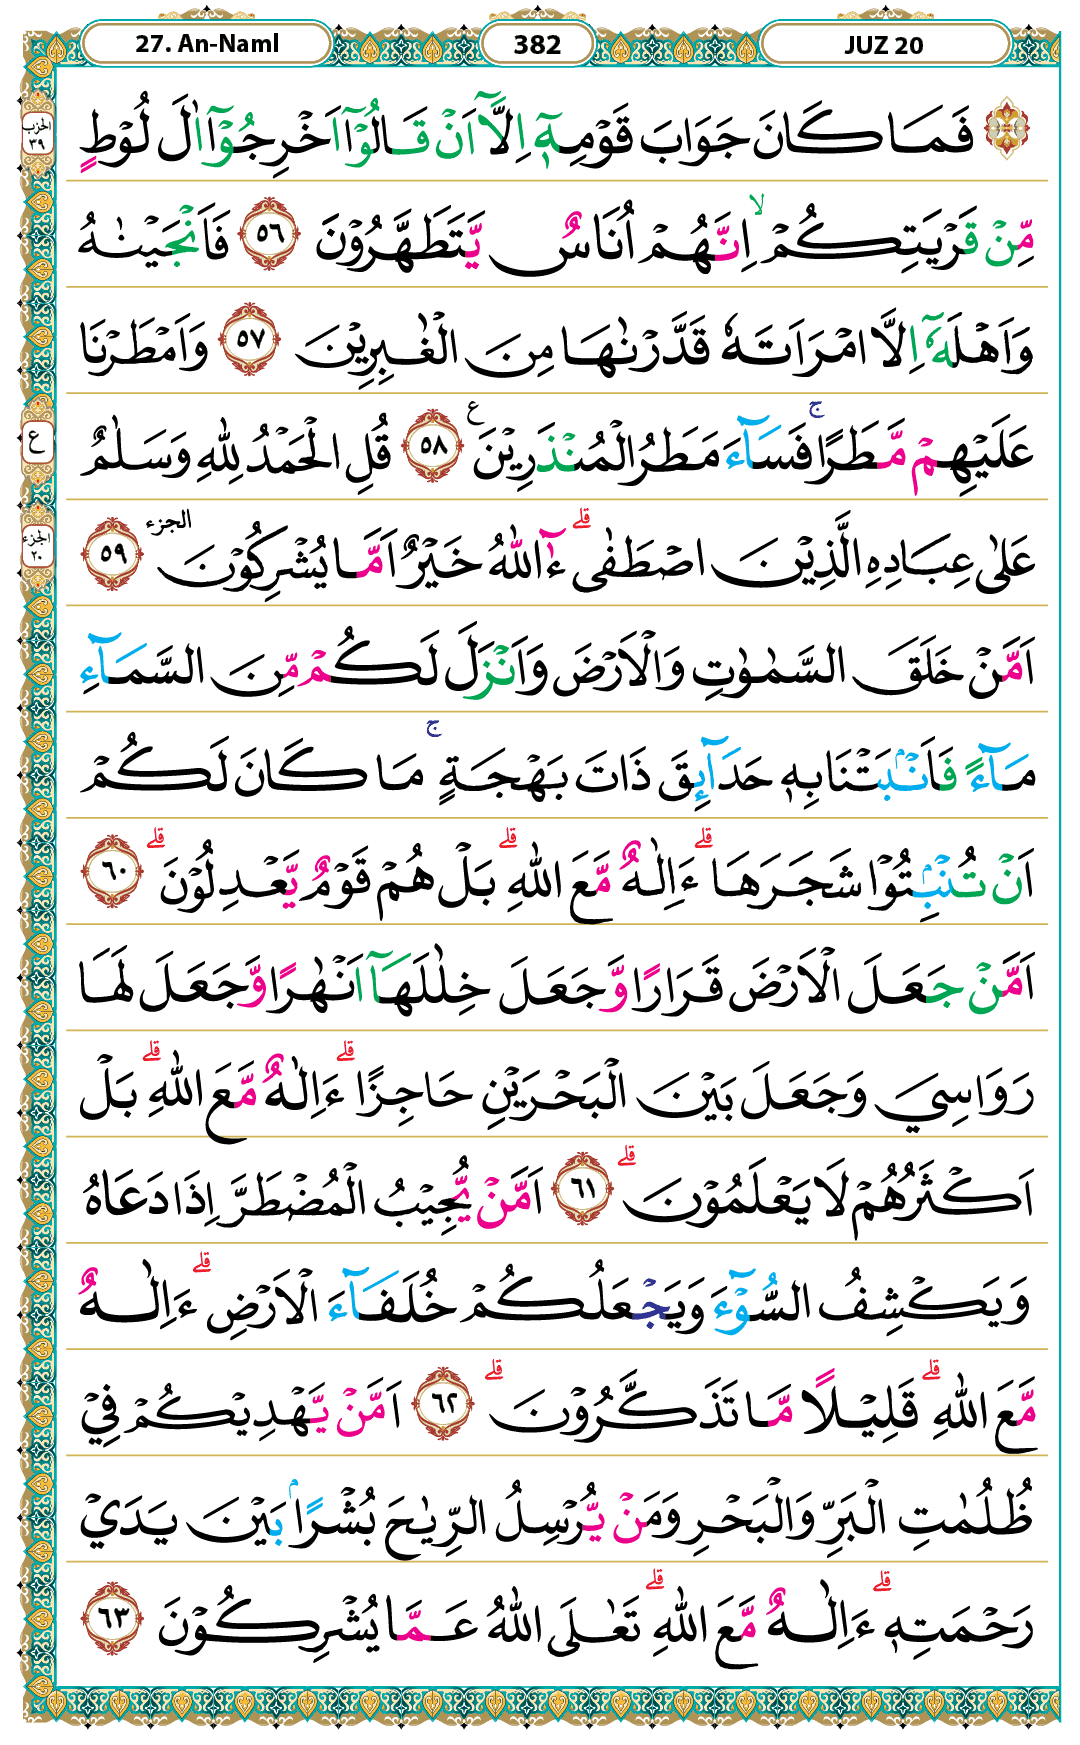 27. An-Naml
382
JUZ 20
الحزب
٣٩
فَمَا كَانَ جَوَابَ قَوْمِهٖٓ اِلَّآ اَنْ قَالُوْٓا اَخْرِجُوْٓا اٰلَ لُوْطٍ
مِّنْ قَرْيَتِكُمْ ۙ اِنَّهُمْ اُنَاسٌ يَّتَطَهَّرُوْنَ ٥٦ فَاَنْجَيْنٰهُ
وَاَهْلَهٗٓ اِلَّا امْرَاَتَهٗ قَدَّرْنٰهَا مِنَ الْغٰبِرِيْنَ ٥٧ وَاَمْطَرْنَا
عَلَيْهِمْ مَّطَرًا ۚ فَسَآءَ مَطَرُ الْمُنْذَرِيْنَ ࣖ ٥٨ قُلِ الْحَمْدُ لِلّٰهِ وَسَلٰمٌ
ع
عَلٰى عِبَادِهِ الَّذِيْنَ اصْطَفٰى ۗ ءٰۤاللّٰهُ خَيْرٌ اَمَّا يُشْرِكُوْنَ الجزء ٥٩
الجزء
٢٠
اَمَّنْ خَلَقَ السَّمٰوٰتِ وَالْاَرْضَ وَاَنْزَلَ لَكُمْ مِّنَ السَّمَآءِ
مَآءً فَاَنْۢبَتْنَا بِهٖ حَدَآئِقَ ذَاتَ بَهْجَةٍ ۚ مَا كَانَ لَكُمْ
اَنْ تُنْۢبِتُوْا شَجَرَهَا ۗ ءَاِلٰهٌ مَّعَ اللّٰهِ ۗ بَلْ هُمْ قَوْمٌ يَّعْدِلُوْنَ ۗ ٦٠
اَمَّنْ جَعَلَ الْاَرْضَ قَرَارًا وَّجَعَلَ خِلٰلَهَآ اَنْهٰرًا وَّجَعَلَ لَهَا
رَوَاسِيَ وَجَعَلَ بَيْنَ الْبَحْرَيْنِ حَاجِزًا ۗ ءَاِلٰهٌ مَّعَ اللّٰهِ ۗ بَلْ
اَكْثَرُهُمْ لَا يَعْلَمُوْنَ ۗ ٦١ اَمَّنْ يُّجِيْبُ الْمُضْطَرَّ اِذَا دَعَاهُ
وَيَكْشِفُ السُّوْٓءَ وَيَجْعَلُكُمْ خُلَفَآءَ الْاَرْضِ ۗ ءَاِلٰهٌ
مَّعَ اللّٰهِ ۗ قَلِيْلًا مَّا تَذَكَّرُوْنَ ۗ ٦٢ اَمَّنْ يَّهْدِيْكُمْ فِيْ
ظُلُمٰتِ الْبَرِّ وَالْبَحْرِ وَمَنْ يُّرْسِلُ الرِّيٰحَ بُشْرًاۢ بَيْنَ يَدَيْ
رَحْمَتِهٖ ۗ ءَاِلٰهٌ مَّعَ اللّٰهِ ۗ تَعٰلَى اللّٰهُ عَمَّا يُشْرِكُوْنَ ٦٣